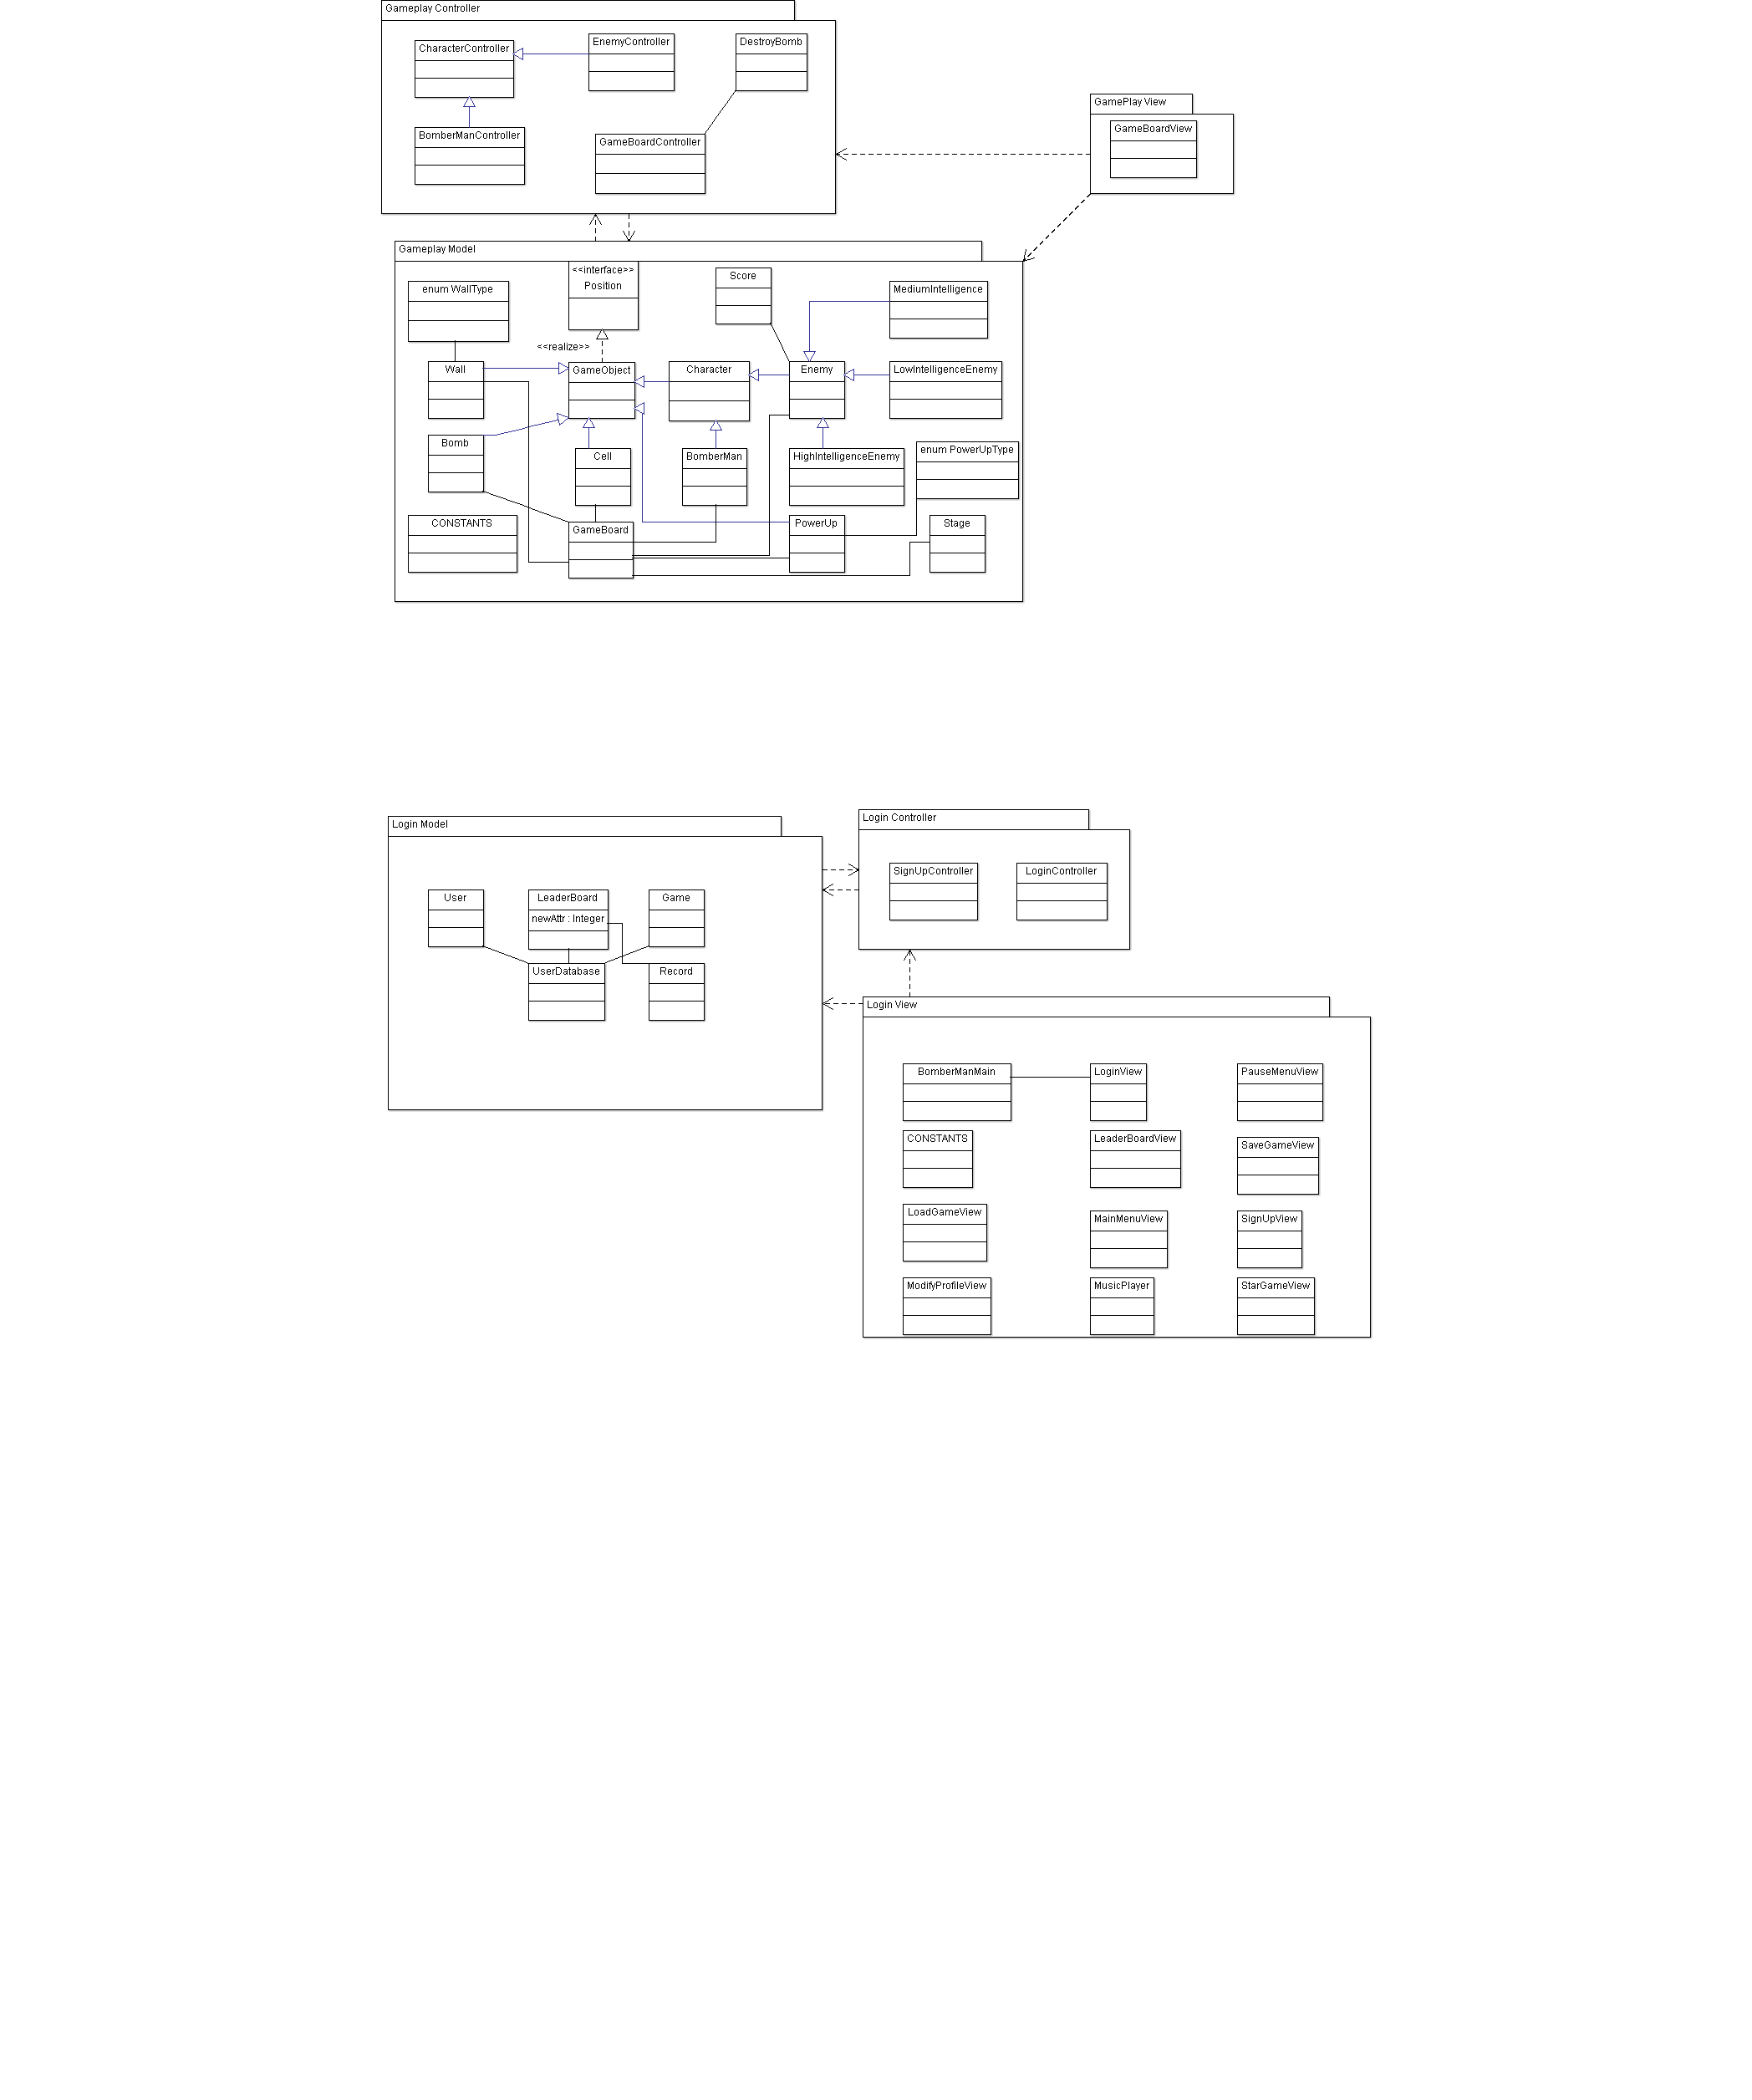 Gameplay Controller
CharacterController
EnemyController
DestroyBomb
BomberManController
GameBoardController
GamePlay View
GameBoardView
Gameplay Model
enum WallType
<<interface>>
Position
Score
MediumIntelligence
<<realize>>
Wall
GameObject
Character
Enemy
LowIntelligenceEnemy
Bomb
Cell
BomberMan
HighIntelligenceEnemy
enum PowerUpType
CONSTANTS
GameBoard
PowerUp
Stage
Login Model
User
LeaderBoard
newAttr : Integer
Game
UserDatabase
Record
Login Controller
SignUpController
LoginController
Login View
BomberManMain
LoginView
PauseMenuView
CONSTANTS
LeaderBoardView
SaveGameView
LoadGameView
MainMenuView
SignUpView
ModifyProfileView
MusicPlayer
StarGameView